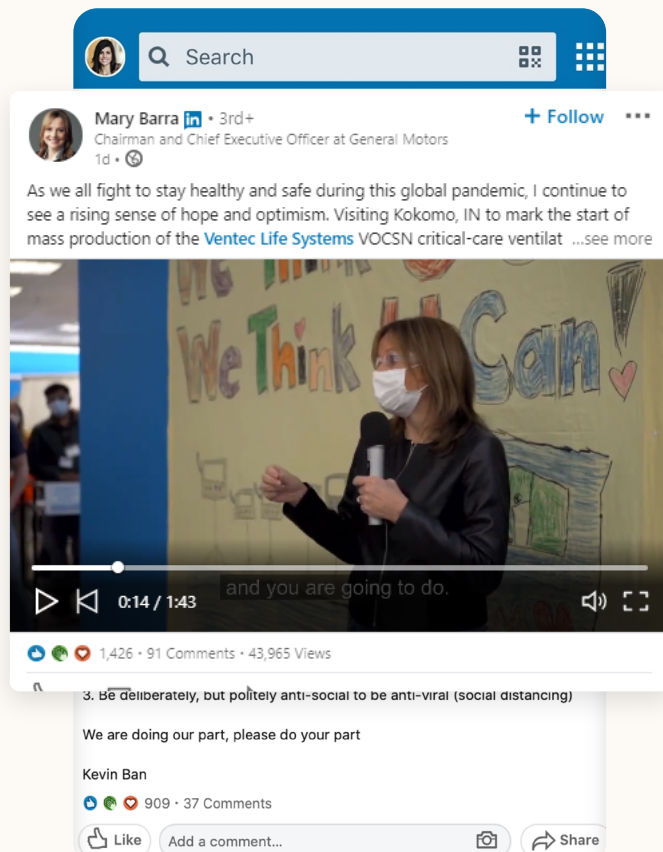 Search
Mary Barra in • 3rd+
+ Follow
Chairman and Chief Executive Officer at General Motors
1d •
As we all fight to stay healthy and safe during this global pandemic, I continue to
see a rising sense of hope and optimism. Visiting Kokomo, IN to mark the start of
mass production of the Ventec Life Systems VOCSN critical-care ventilat ...see more
We Think U
We Think U Can!
and you are going to do.
0:14 / 1:43
1,426 • 91 Comments • 43,965 Views
3. Be deliberately, but politely anti-social to be anti-viral (social distancing)
We are doing our part, please do your part
Kevin Ban
909 • 37 Comments
Like
Add a comment...
Share